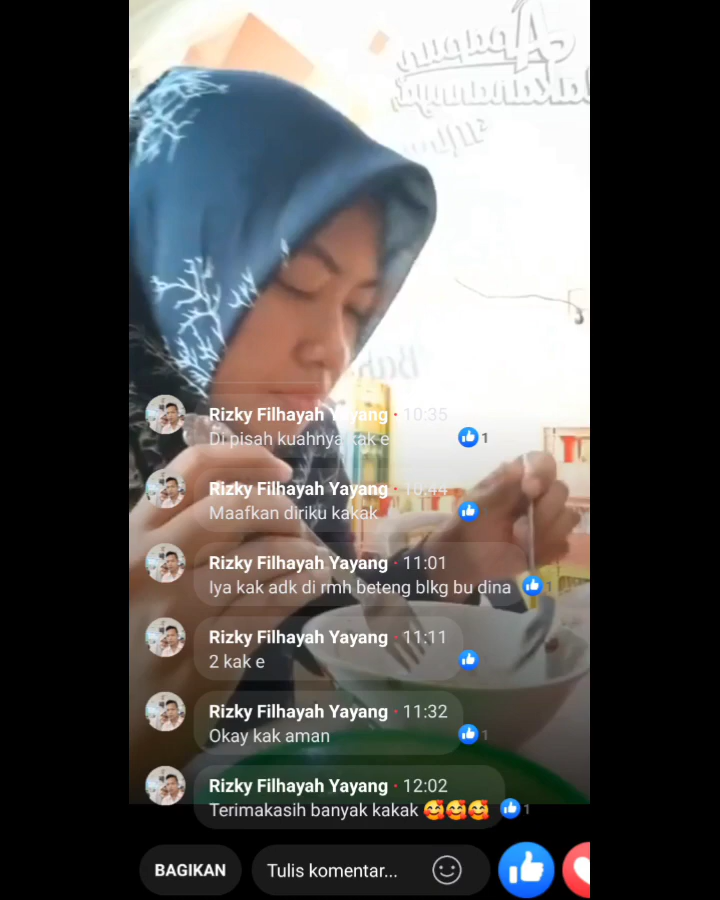 Apapun
akanannya
Rizky Filhayah Yayang · 10:35
Di pisah kuahnya kak e
1
Rizky Filhayah Yayang · 10:44
Maafkan diriku kakak
Rizky Filhayah Yayang · 11:01
Iya kak adk di rmh beteng blkg bu dina
1
Rizky Filhayah Yayang · 11:11
2 kak e
Rizky Filhayah Yayang · 11:32
Okay kak aman
1
Rizky Filhayah Yayang · 12:02
Terimakasih banyak kakak 🥰🥰🥰
1
BAGIKAN
Tulis komentar...